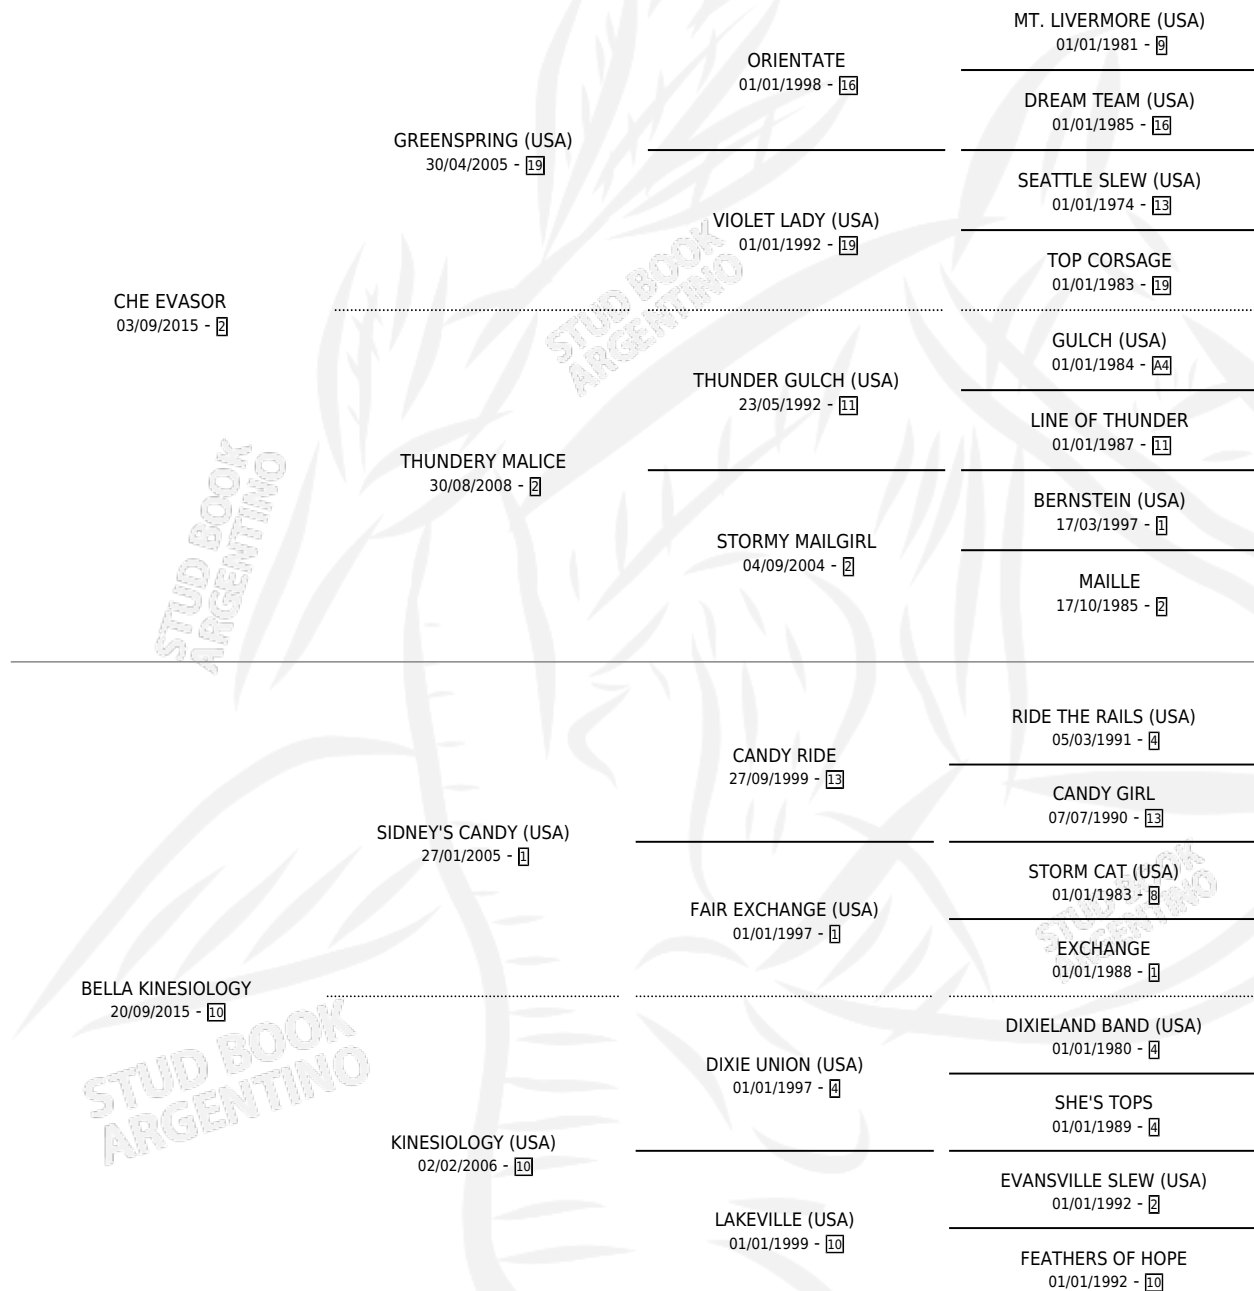 MT. LIVERMORE (USA)
01/01/1981 - 9
ORIENTATE
01/01/1998 - 16
DREAM TEAM (USA)
01/01/1985 - 16
GREENSPRING (USA)
30/04/2005 - 19
SEATTLE SLEW (USA)
01/01/1974 - 13
VIOLET LADY (USA)
01/01/1992 - 19
TOP CORSAGE
01/01/1983 - 19
CHE EVASOR
03/09/2015 - 2
STUD BOOK
ARGENTINO
GULCH (USA)
01/01/1984 - A4
THUNDER GULCH (USA)
23/05/1992 - 11
LINE OF THUNDER
01/01/1987 - 11
THUNDERY MALICE
30/08/2008 - 2
BERNSTEIN (USA)
17/03/1997 - 1
STORMY MAILGIRL
04/09/2004 - 2
MAILLE
17/10/1985 - 2
STUD BOOK
ARGENTINO
RIDE THE RAILS (USA)
05/03/1991 - 4
CANDY RIDE
27/09/1999 - 13
CANDY GIRL
07/07/1990 - 13
SIDNEY'S CANDY (USA)
27/01/2005 - 1
STORM CAT (USA)
01/01/1983 - 8
FAIR EXCHANGE (USA)
01/01/1997 - 1
EXCHANGE
01/01/1988 - 1
STUD BOOK
ARGENTINO
BELLA KINESIOLOGY
20/09/2015 - 10
STUD BOOK
ARGENTINO
DIXIELAND BAND (USA)
01/01/1980 - 4
DIXIE UNION (USA)
01/01/1997 - 4
SHE'S TOPS
01/01/1989 - 4
KINESIOLOGY (USA)
02/02/2006 - 10
EVANSVILLE SLEW (USA)
01/01/1992 - 2
LAKEVILLE (USA)
01/01/1999 - 10
FEATHERS OF HOPE
01/01/1992 - 10